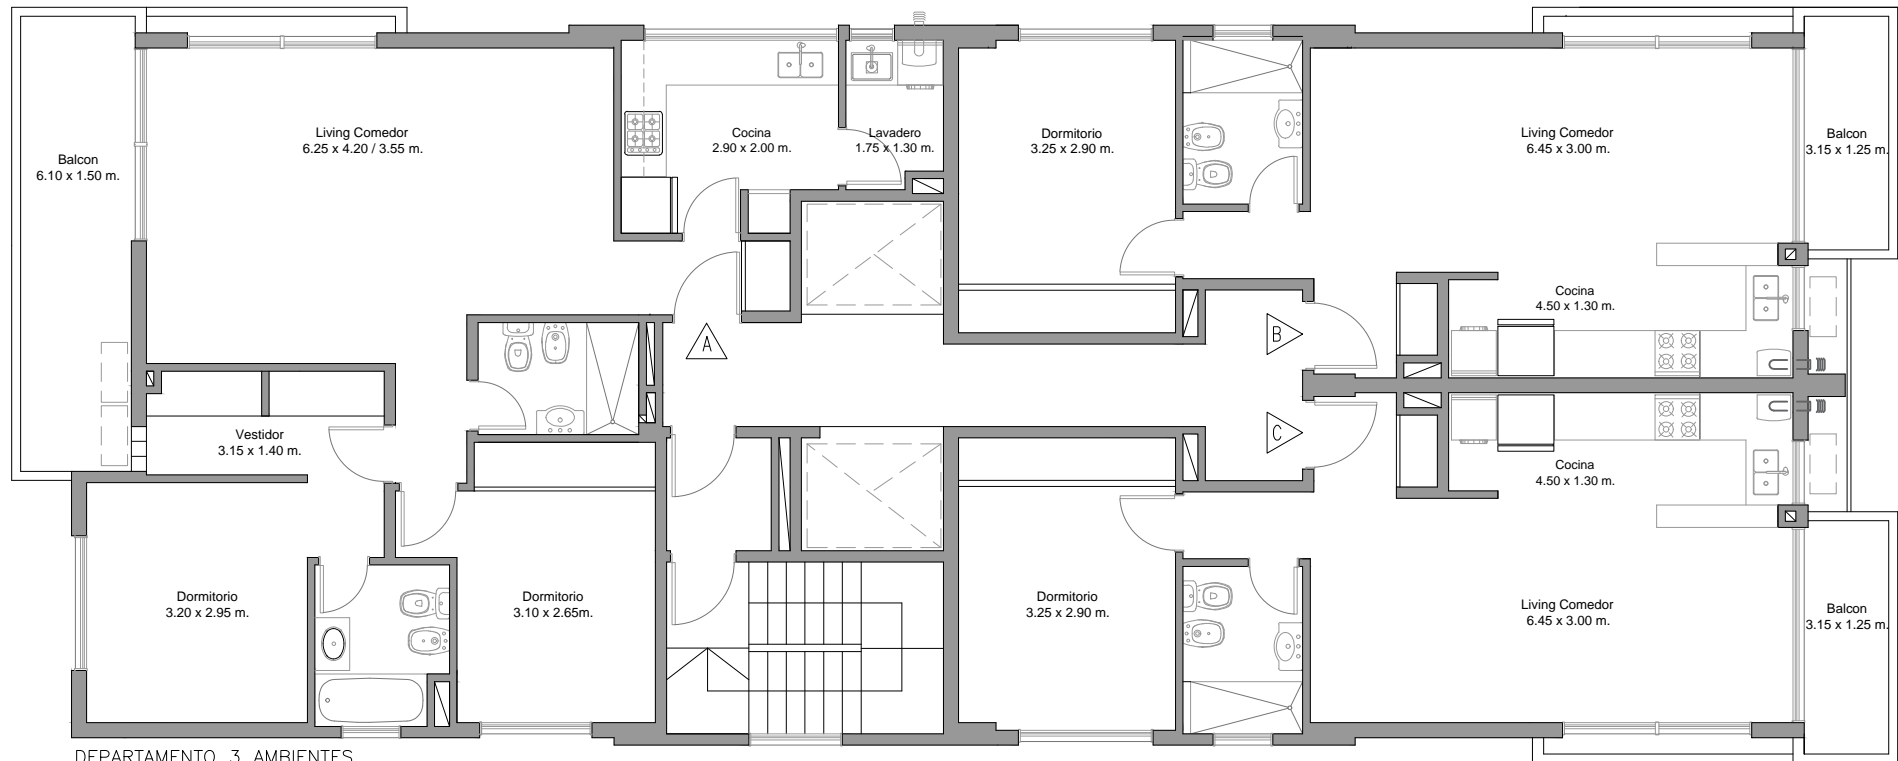 Living Comedor
6.25 x 4.20 / 3.55 m.
Balcon
6.10 x 1.50 m.
Cocina
2.90 x 2.00 m.
Lavadero
1.75 x 1.30 m.
Dormitorio
3.25 x 2.90 m.
Living Comedor
6.45 x 3.00 m.
Balcon
3.15 x 1.25 m.
Cocina
4.50 x 1.30 m.
A
B
C
Vestidor
3.15 x 1.40 m.
Cocina
4.50 x 1.30 m.
Dormitorio
3.20 x 2.95 m.
Dormitorio
3.10 x 2.65m.
Dormitorio
3.25 x 2.90 m.
Living Comedor
6.45 x 3.00 m.
Balcon
3.15 x 1.25 m.
DEPARTAMENTO 3 AMBIENTES